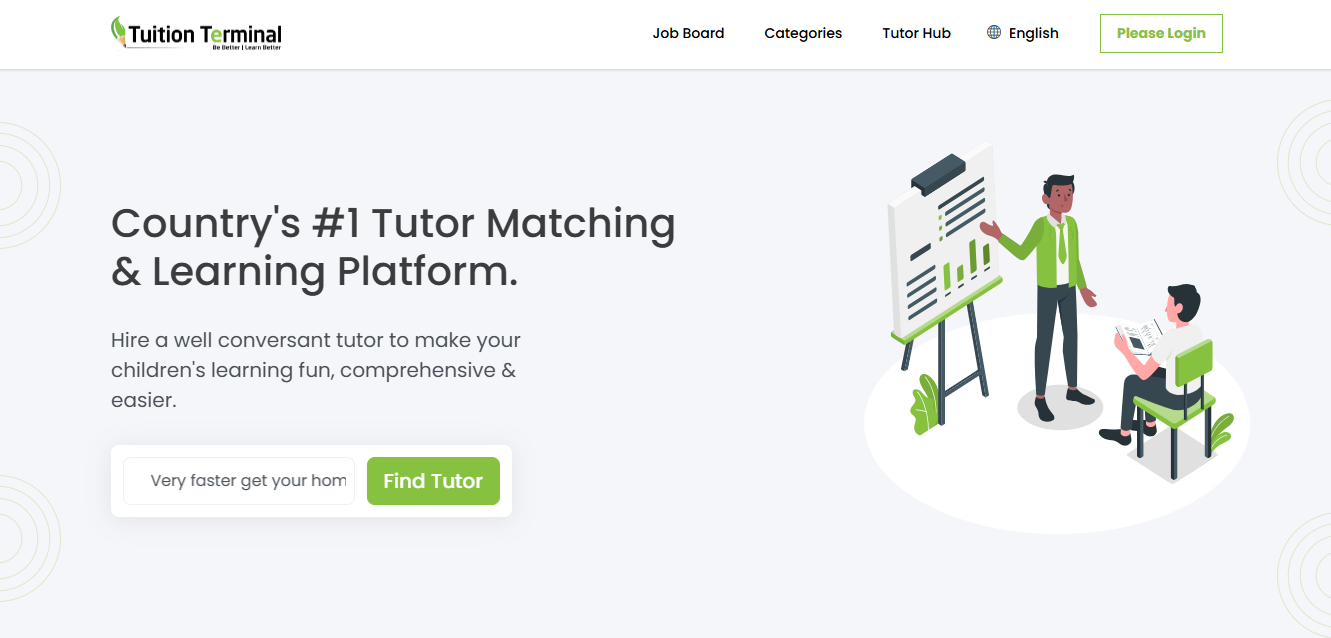 Tuition Terminal
Be Better | Learn Better
Job Board
Categories
Tutor Hub
English
Please Login
Country's #1 Tutor Matching
& Learning Platform.
Hire a well conversant tutor to make your
children's learning fun, comprehensive &
easier.
Very faster get your hom
Find Tutor